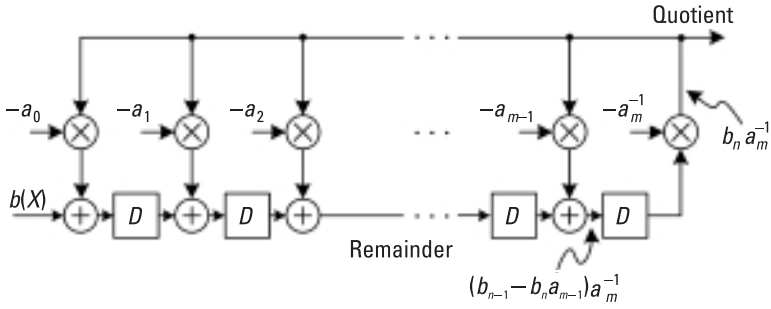 Quotient
−a₀ −a₁ −a₂ −aₘ₋₁ −aₘ⁻¹
× × × × ×
· · ·
bₙ aₘ⁻¹
b(X) + D + D + · · · D + D
Remainder
(bₙ₋₁ − bₙaₘ₋₁)aₘ⁻¹